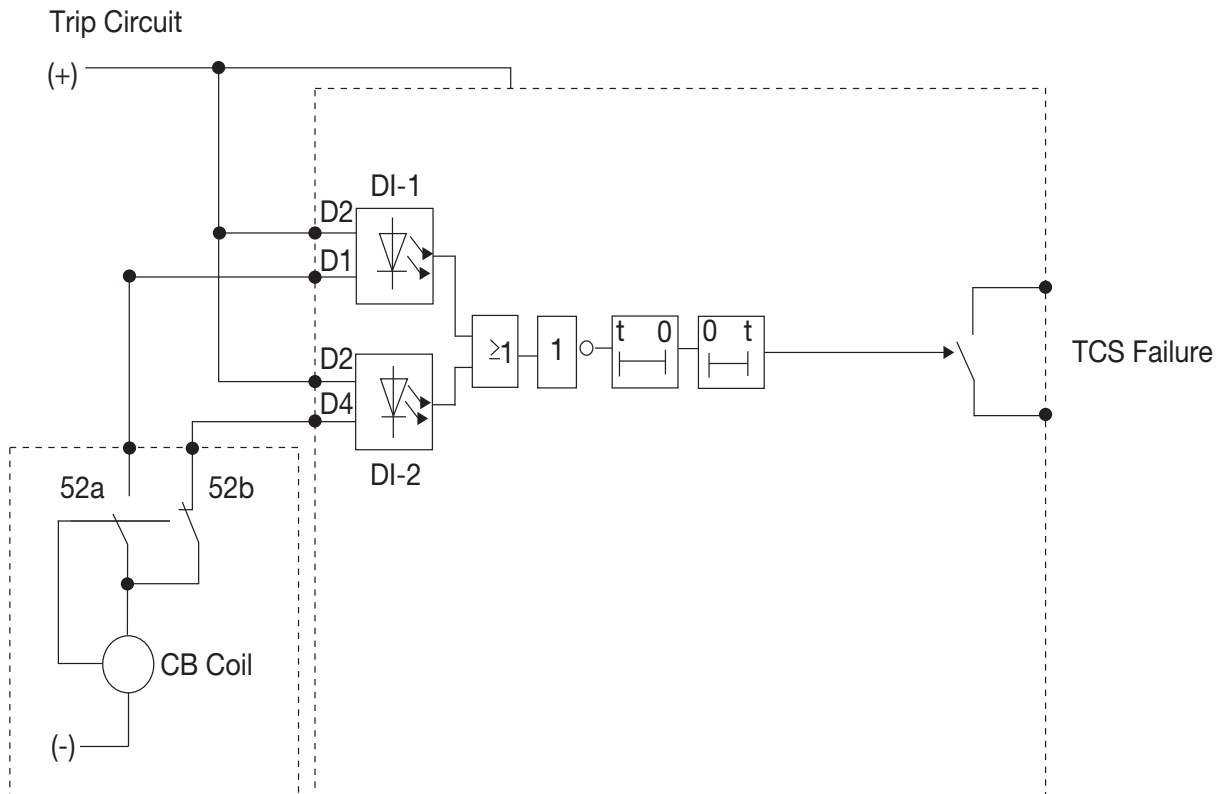 Trip Circuit
(+)
DI-1
D2
D1
≥1
1
t 0
0 t
TCS Failure
D2
D4
DI-2
52a
52b
CB Coil
(-)